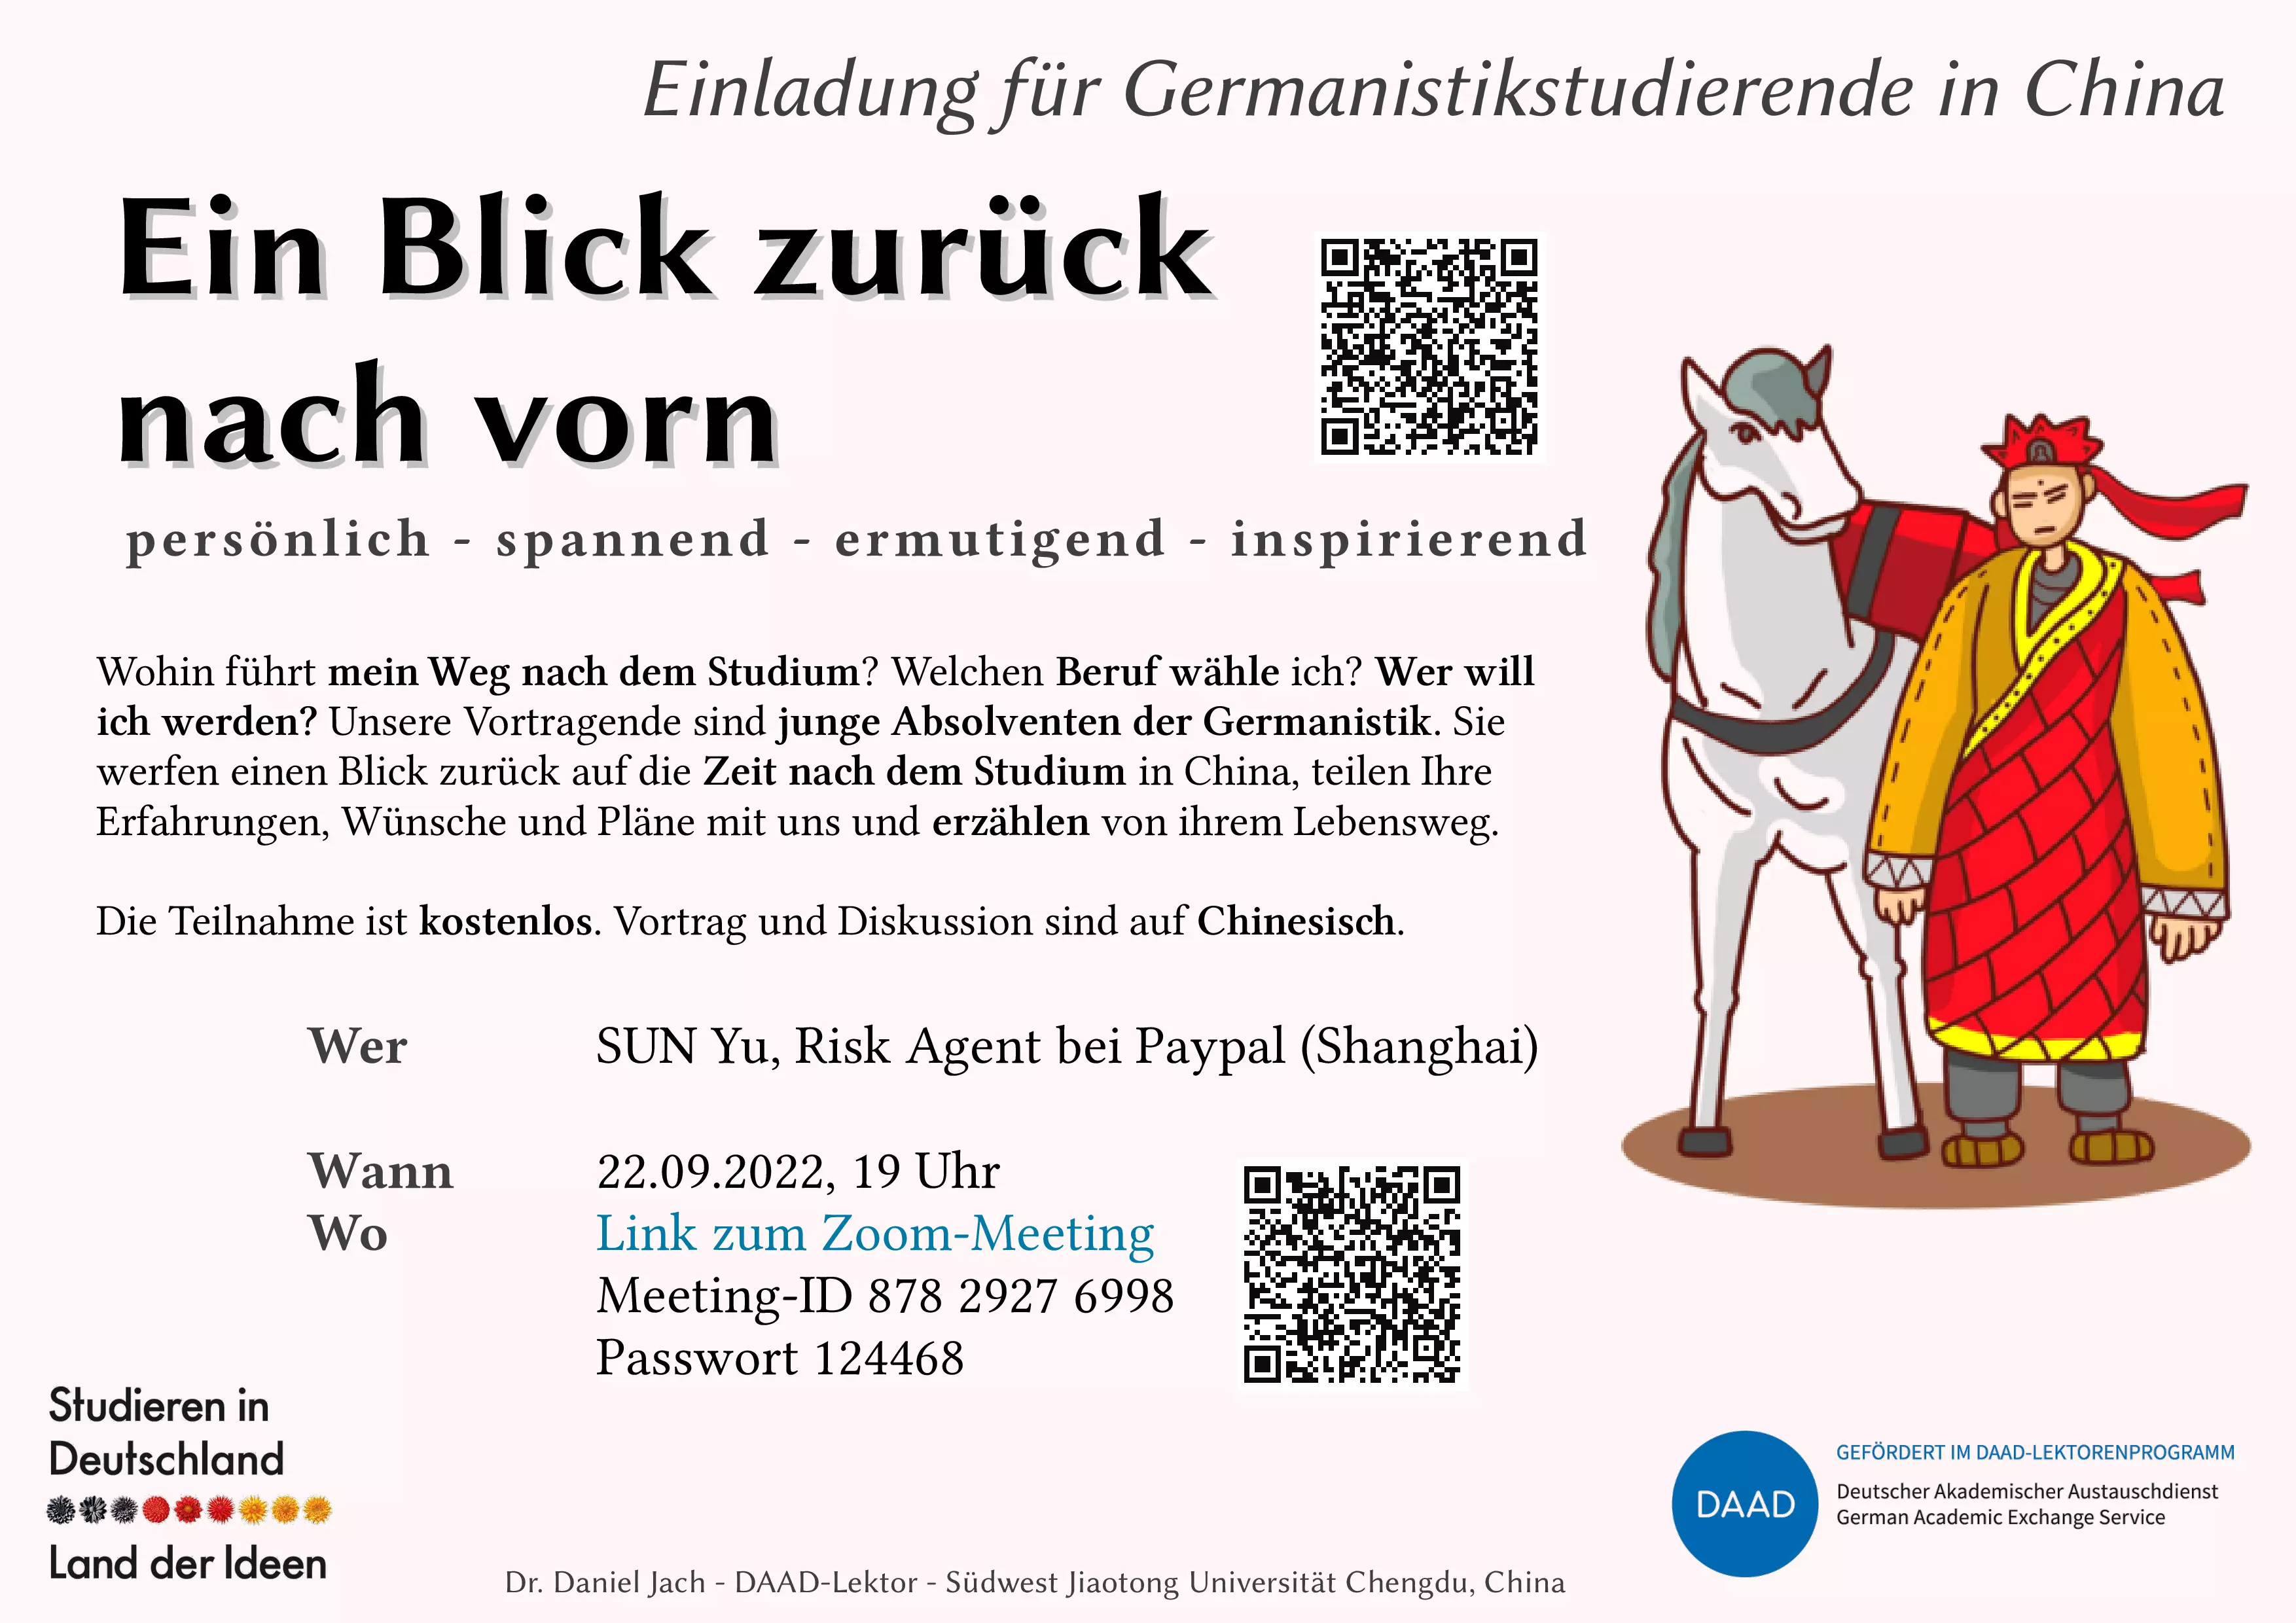 Einladung für Germanistikstudierende in China
Ein Blick zurück
nach vorn
persönlich - spannend - ermutigend - inspirierend
Wohin führt mein Weg nach dem Studium? Welchen Beruf wähle ich? Wer will
ich werden? Unsere Vortragende sind junge Absolventen der Germanistik. Sie
werfen einen Blick zurück auf die Zeit nach dem Studium in China, teilen Ihre
Erfahrungen, Wünsche und Pläne mit uns und erzählen von ihrem Lebensweg.
Die Teilnahme ist kostenlos. Vortrag und Diskussion sind auf Chinesisch.
Wer SUN Yu, Risk Agent bei Paypal (Shanghai)
Wann 22.09.2022, 19 Uhr
Wo Link zum Zoom-Meeting
Meeting-ID 878 2927 6998
Passwort 124468
Studieren in
Deutschland
Land der Ideen
DAAD
GEFÖRDERT IM DAAD-LEKTORENPROGRAMM
Deutscher Akademischer Austauschdienst
German Academic Exchange Service
Dr. Daniel Jach - DAAD-Lektor - Südwest Jiaotong Universität Chengdu, China